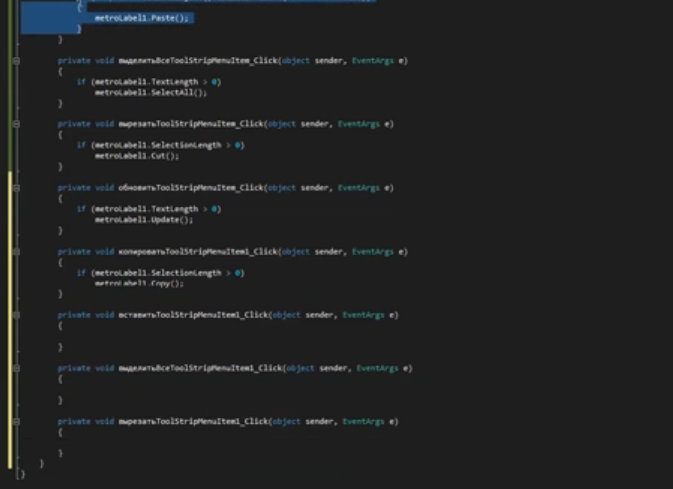 {
metroLabel1.Paste();
}
}
private void выделитьВсеToolStripMenuItem_Click(object sender, EventArgs e)
{
if (metroLabel1.TextLength > 0)
metroLabel1.SelectAll();
}
private void вырезатьToolStripMenuItem_Click(object sender, EventArgs e)
{
if (metroLabel1.SelectionLength > 0)
metroLabel1.Cut();
}
private void обновитьToolStripMenuItem_Click(object sender, EventArgs e)
{
if (metroLabel1.TextLength > 0)
metroLabel1.Update();
}
private void копироватьToolStripMenuItem1_Click(object sender, EventArgs e)
{
if (metroLabel1.SelectionLength > 0)
metroLabel1.Copy();
}
private void вставитьToolStripMenuItem1_Click(object sender, EventArgs e)
{
}
private void выделитьВсеToolStripMenuItem1_Click(object sender, EventArgs e)
{
}
private void вырезатьToolStripMenuItem1_Click(object sender, EventArgs e)
{
}
}
}